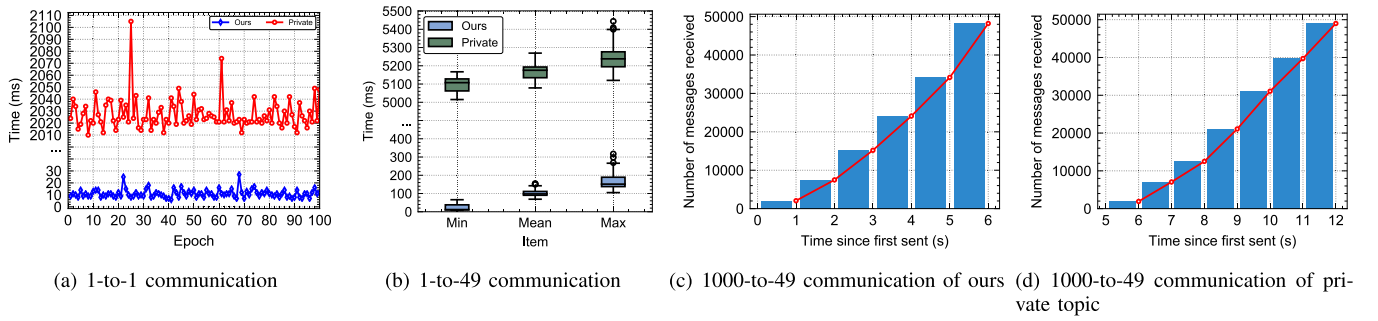 2110
2100
2090
2080
2070
2060
2050
2040
2030
2020
2010
...
30
20
10
0
Time (ms)
Ours
Private
0 10 20 30 40 50 60 70 80 90 100
Epoch
(a) 1-to-1 communication
5500
5400
5300
5200
5100
5000
...
400
300
200
100
0
Time (ms)
Ours
Private
Min Mean Max
Item
(b) 1-to-49 communication
50000
40000
30000
20000
10000
0
Number of messages received
0 1 2 3 4 5 6
Time since first sent (s)
(c) 1000-to-49 communication of ours
50000
40000
30000
20000
10000
0
Number of messages received
5 6 7 8 9 10 11 12
Time since first sent (s)
(d) 1000-to-49 communication of pri-
vate topic